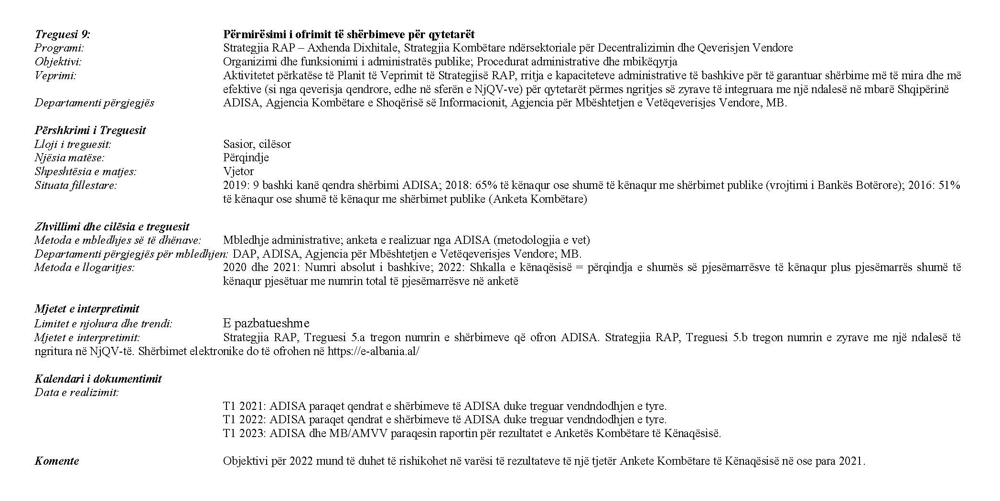 Treguesi 9: Përmirësimi i ofrimit të shërbimeve për qytetarët
Programi: Strategjia RAP – Axhenda Dixhitale, Strategjia Kombëtare ndërsektoriale për Decentralizimin dhe Qeverisjen Vendore
Objektivi: Organizimi dhe funksionimi i administratës publike; Procedurat administrative dhe mbikëqyrja
Veprimi: Aktivitetet përkatëse të Planit të Veprimit të Strategjisë RAP, rritja e kapaciteteve administrative të bashkive për të garantuar shërbime më të mira dhe më
efektive (si nga qeverisja qendrore, edhe në sferën e NjQV-ve) për qytetarët përmes ngritjes së zyrave të integruara me një ndalesë në mbarë Shqipërinë
Departamenti përgjegjës ADISA, Agjencia Kombëtare e Shoqërisë së Informacionit, Agjencia për Mbështetjen e Vetëqeverisjes Vendore, MB.
Përshkrimi i Treguesit
Lloji i treguesit: Sasior, cilësor
Njësia matëse: Përqindje
Shpeshtësia e matjes: Vjetor
Situata fillestare: 2019: 9 bashki kanë qendra shërbimi ADISA; 2018: 65% të kënaqur ose shumë të kënaqur me shërbimet publike (vrojtimi i Bankës Botërore); 2016: 51%
të kënaqur ose shumë të kënaqur me shërbimet publike (Anketa Kombëtare)
Zhvillimi dhe cilësia e treguesit
Metoda e mbledhjes së të dhënave: Mbledhje administrative; anketa e realizuar nga ADISA (metodologjia e vet)
Departamenti përgjegjës për mbledhjen: DAP, ADISA, Agjencia për Mbështetjen e Vetëqeverisjes Vendore; MB.
Metoda e llogaritjes: 2020 dhe 2021: Numri absolut i bashkive; 2022: Shkalla e kënaqësisë = përqindja e shumës së pjesëmarrësve të kënaqur plus pjesëmarrës shumë të
kënaqur pjesëtuar me numrin total të pjesëmarrësve në anketë
Mjetet e interpretimit
Limitet e njohura dhe trendi: E pazbatueshme
Mjetet e interpretimit: Strategjia RAP, Treguesi 5.a tregon numrin e shërbimeve që ofron ADISA. Strategjia RAP, Treguesi 5.b tregon numrin e zyrave me një ndalesë të
ngritura në NjQV-të. Shërbimet elektronike do të ofrohen në https://e-albania.al/
Kalendari i dokumentimit
Data e realizimit:
T1 2021: ADISA paraqet qendrat e shërbimeve të ADISA duke treguar vendndodhjen e tyre.
T1 2022: ADISA paraqet qendrat e shërbimeve të ADISA duke treguar vendndodhjen e tyre.
T1 2023: ADISA dhe MB/AMVV paraqesin raportin për rezultatet e Anketës Kombëtare të Kënaqësisë.
Komente Objektivi për 2022 mund të duhet të rishikohet në varësi të rezultateve të një tjetër Ankete Kombëtare të Kënaqësisë në ose para 2021.